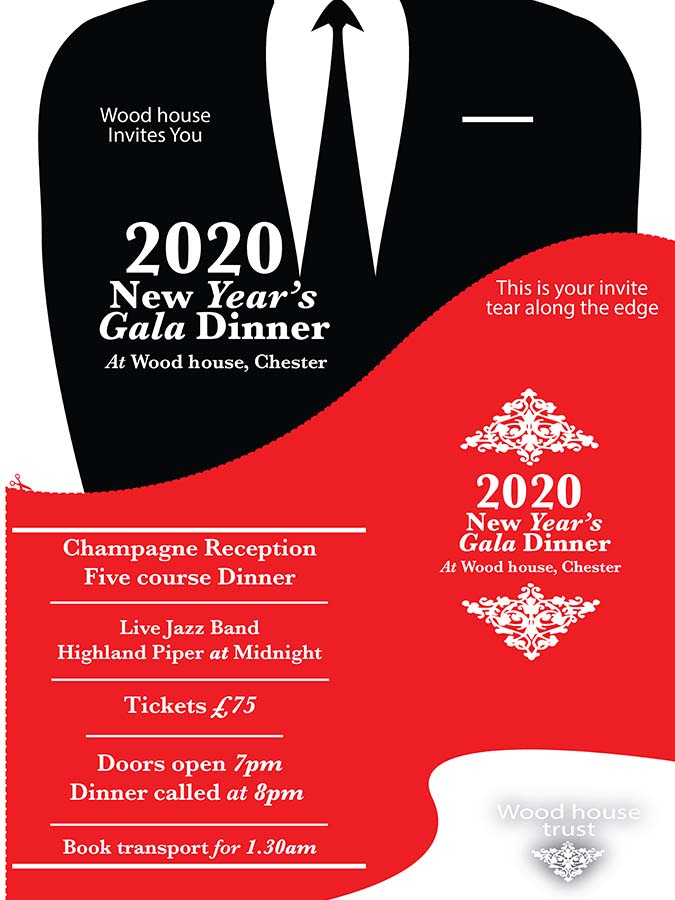 Wood house
Invites You
2020
New Year's
Gala Dinner
At Wood house, Chester
This is your invite
tear along the edge
2020
New Year's
Gala Dinner
At Wood house, Chester
Champagne Reception
Five course Dinner
Live Jazz Band
Highland Piper at Midnight
Tickets £75
Doors open 7pm
Dinner called at 8pm
Book transport for 1.30am
Wood house
trust